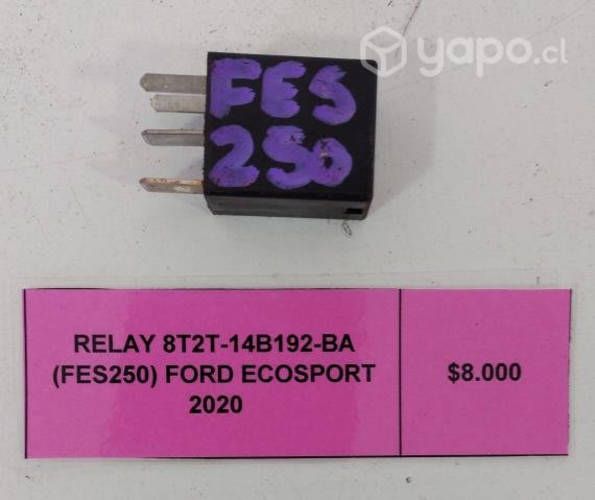 yapo.cl
FES
250
RELAY 8T2T-14B192-BA
(FES250) FORD ECOSPORT
2020
$8.000